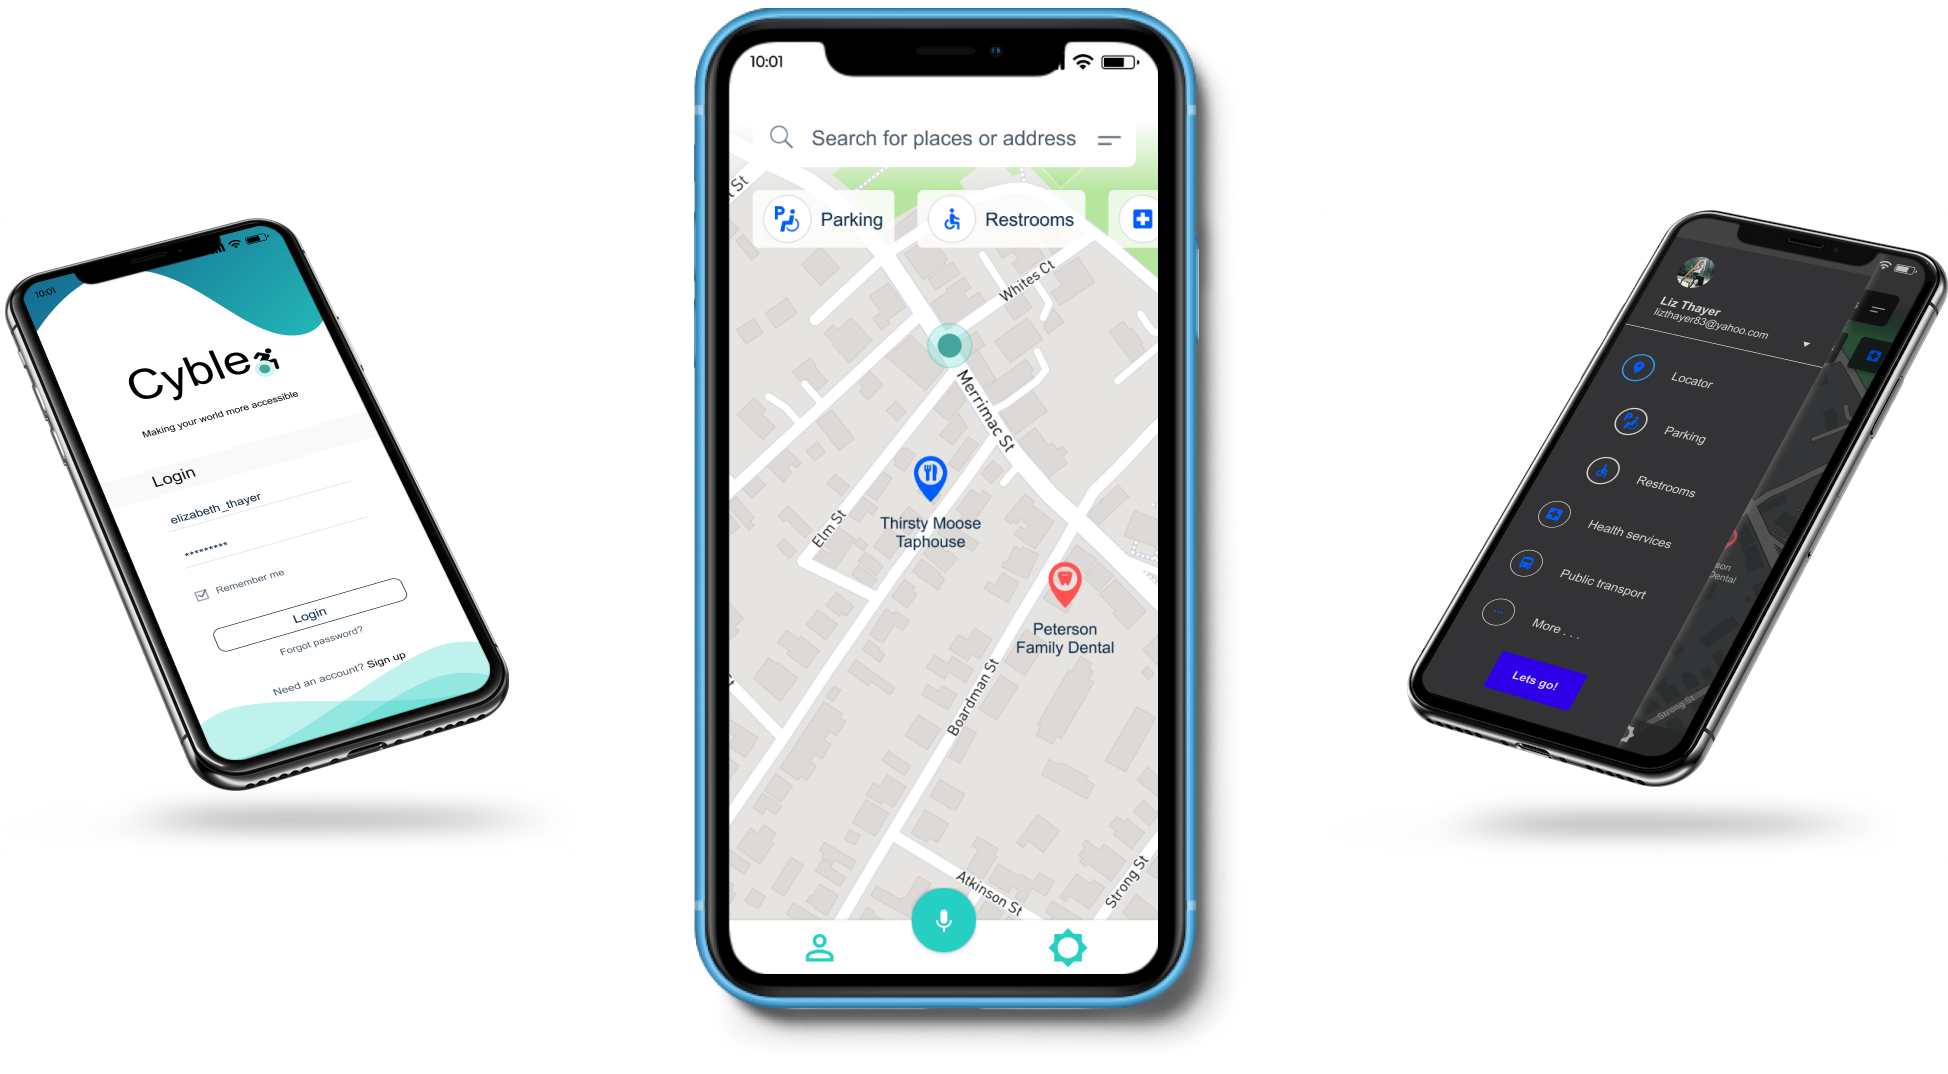 10:01
Cyble
Making your world more accessible
Login
elizabeth_thayer
*********
Remember me
Login
Forgot password?
Need an account? Sign up
10:01
Search for places or address
P
Parking
Restrooms
St
Whites Ct
Merrimac St
Elm St
Thirsty Moose
Taphouse
Peterson
Family Dental
Boardman St
Atkinson St
Strong St
Liz Thayer
lizthayer83@yahoo.com
Locator
P
Parking
Restrooms
Health services
Public transport
More . . .
Lets go!
son
Dental
Strong St